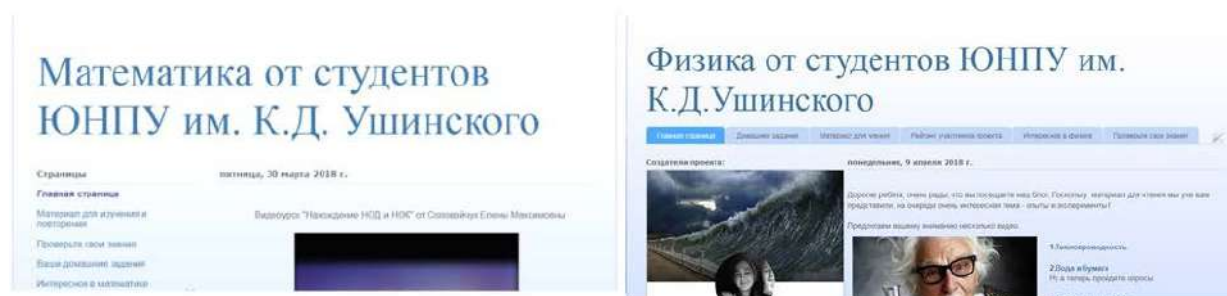 Математика от студентов
ЮНПУ им. К.Д. Ушинского
Страницы
Главная страница
Материал для изучения и
повторения
Проверьте свои знания
Ваши домашние задания
Интересное в математике
пятница, 30 марта 2018 г.
Видеоурок "Нахождение НОД и НОК" от Соловейчук Елены Максимовны
Физика от студентов ЮНПУ им.
К.Д.Ушинского
Главная страница
Домашнее задание
Материал для чтения
Рейтинг участников проекта
Интересное в физике
Проверьте свои знания
Создатели проекта:
понедельник, 9 апреля 2018 г.
Дорогие ребята, очень рады, что вы посещаете наш блог. Поскольку, материал для чтения мы уже вам
представили, на очереди очень интересная тема - опыты и эксперименты!
Предлагаем вашему вниманию несколько видео.
1.Теплопроводность.
2.Вода и бумага
Ну, а теперь пройдите опросы